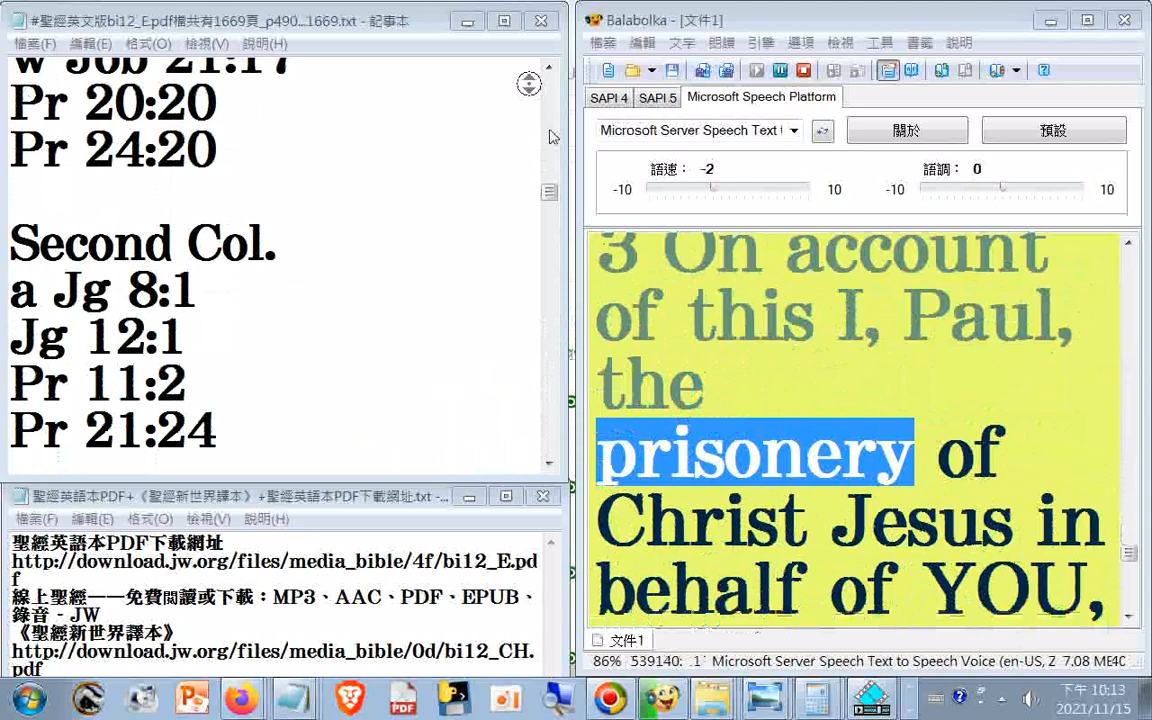 #聖經英文版bi12_E.pdf橫共有1669頁_p490...1669.txt - 記事本
檔案(F) 編輯(E) 格式(O) 檢視(V) 說明(H)
w Job 21:17
Pr 20:20
Pr 24:20
Second Col.
a Jg 8:1
Jg 12:1
Pr 11:2
Pr 21:24
聖經英語本PDF+《聖經新世界譯本》+聖經英語本PDF下載網址.txt -...
檔案(F) 編輯(E) 格式(O) 檢視(V) 說明(H)
聖經英語本PDF下載網址
http://download.jw.org/files/media_bible/4f/bi12_E.pd
f
線上聖經——免費閱讀或下載：MP3、AAC、PDF、EPUB、
錄音 - JW
《聖經新世界譯本》
http://download.jw.org/files/media_bible/0d/bi12_CH.
pdf
Balabolka - [文件1]
檔案 編輯 文字 朗讀 引擎 選項 檢視 工具 書籤 說明
SAPI 4 SAPI 5 Microsoft Speech Platform
Microsoft Server Speech Text 關於 預設
語速： -2 語調： 0
-10 10 -10 10
3 On account
of this I, Paul,
the
prisonery of
Christ Jesus in
behalf of YOU,
文件1
86% 539140: Microsoft Server Speech Text to Speech Voice (en-US, Z 7.08 ME
下午 10:13
2021/11/15